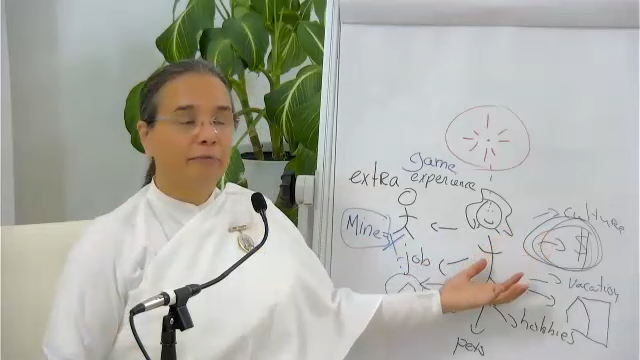 game
extra experience
Mine
culture
$
job
vacation
hobbies
pets